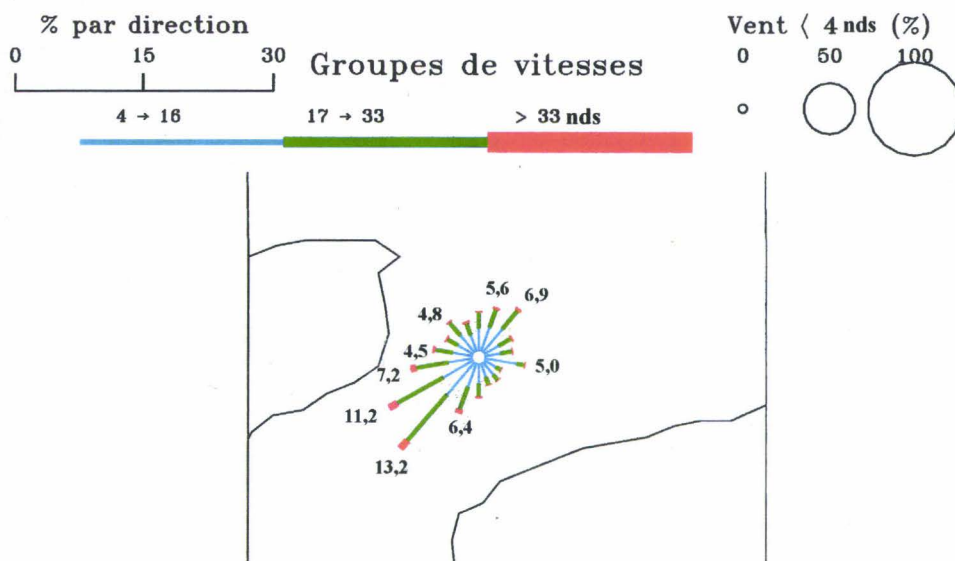 % par direction
Vent < 4 nds (%)
0 15 30
Groupes de vitesses
0 50 100
4 → 16
17 → 33
> 33 nds
5,6
6,9
4,8
4,5
7,2
5,0
11,2
6,4
13,2